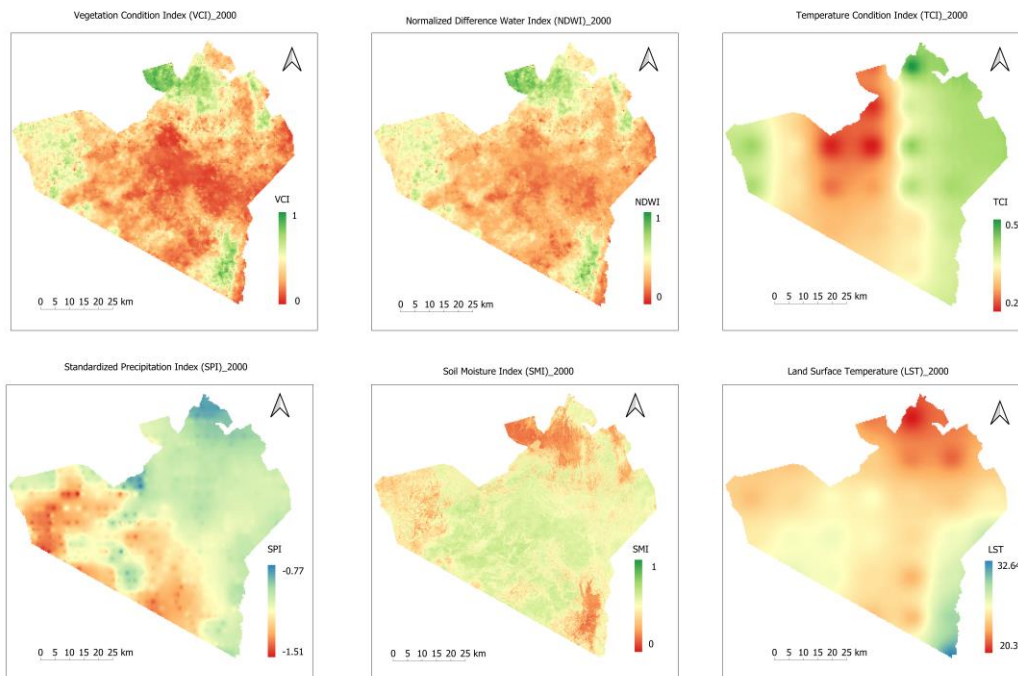 Vegetation Condition Index (VCI)_2000
Normalized Difference Water Index (NDWI)_2000
Temperature Condition Index (TCI)_2000
VCI
1
0
0 5 10 15 20 25 km
NDWI
1
0
0 5 10 15 20 25 km
TCI
0.5
0.2
0 5 10 15 20 25 km
Standardized Precipitation Index (SPI)_2000
Soil Moisture Index (SMI)_2000
Land Surface Temperature (LST)_2000
SPI
-0.77
-1.51
0 5 10 15 20 25 km
SMI
1
0
0 5 10 15 20 25 km
LST
32.64
20.3
0 5 10 15 20 25 km